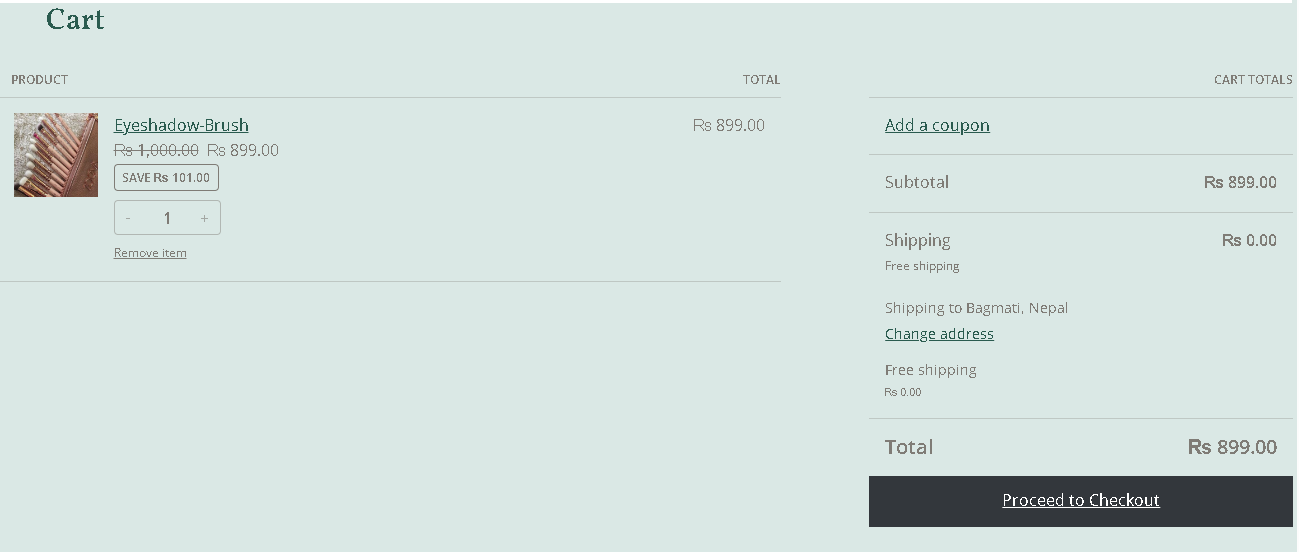 Cart
PRODUCT
TOTAL
Eyeshadow-Brush
Rs 899.00
Rs 1,000.00 Rs 899.00
SAVE Rs 101.00
- 1 +
Remove item
CART TOTALS
Add a coupon
Subtotal Rs 899.00
Shipping Rs 0.00
Free shipping
Shipping to Bagmati, Nepal
Change address
Free shipping
Rs 0.00
Total Rs 899.00
Proceed to Checkout